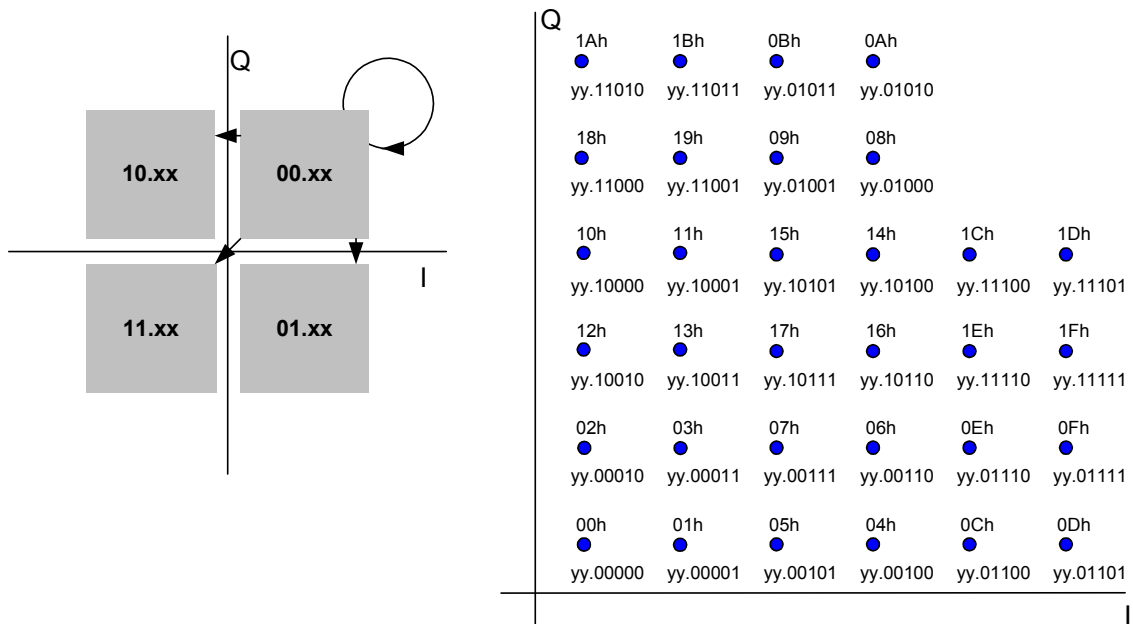 Q
10.xx 00.xx
I
11.xx 01.xx
Q
1Ah 1Bh 0Bh 0Ah
yy.11010 yy.11011 yy.01011 yy.01010
18h 19h 09h 08h
yy.11000 yy.11001 yy.01001 yy.01000
10h 11h 15h 14h 1Ch 1Dh
yy.10000 yy.10001 yy.10101 yy.10100 yy.11100 yy.11101
12h 13h 17h 16h 1Eh 1Fh
yy.10010 yy.10011 yy.10111 yy.10110 yy.11110 yy.11111
02h 03h 07h 06h 0Eh 0Fh
yy.00010 yy.00011 yy.00111 yy.00110 yy.01110 yy.01111
00h 01h 05h 04h 0Ch 0Dh
yy.00000 yy.00001 yy.00101 yy.00100 yy.01100 yy.01101
I